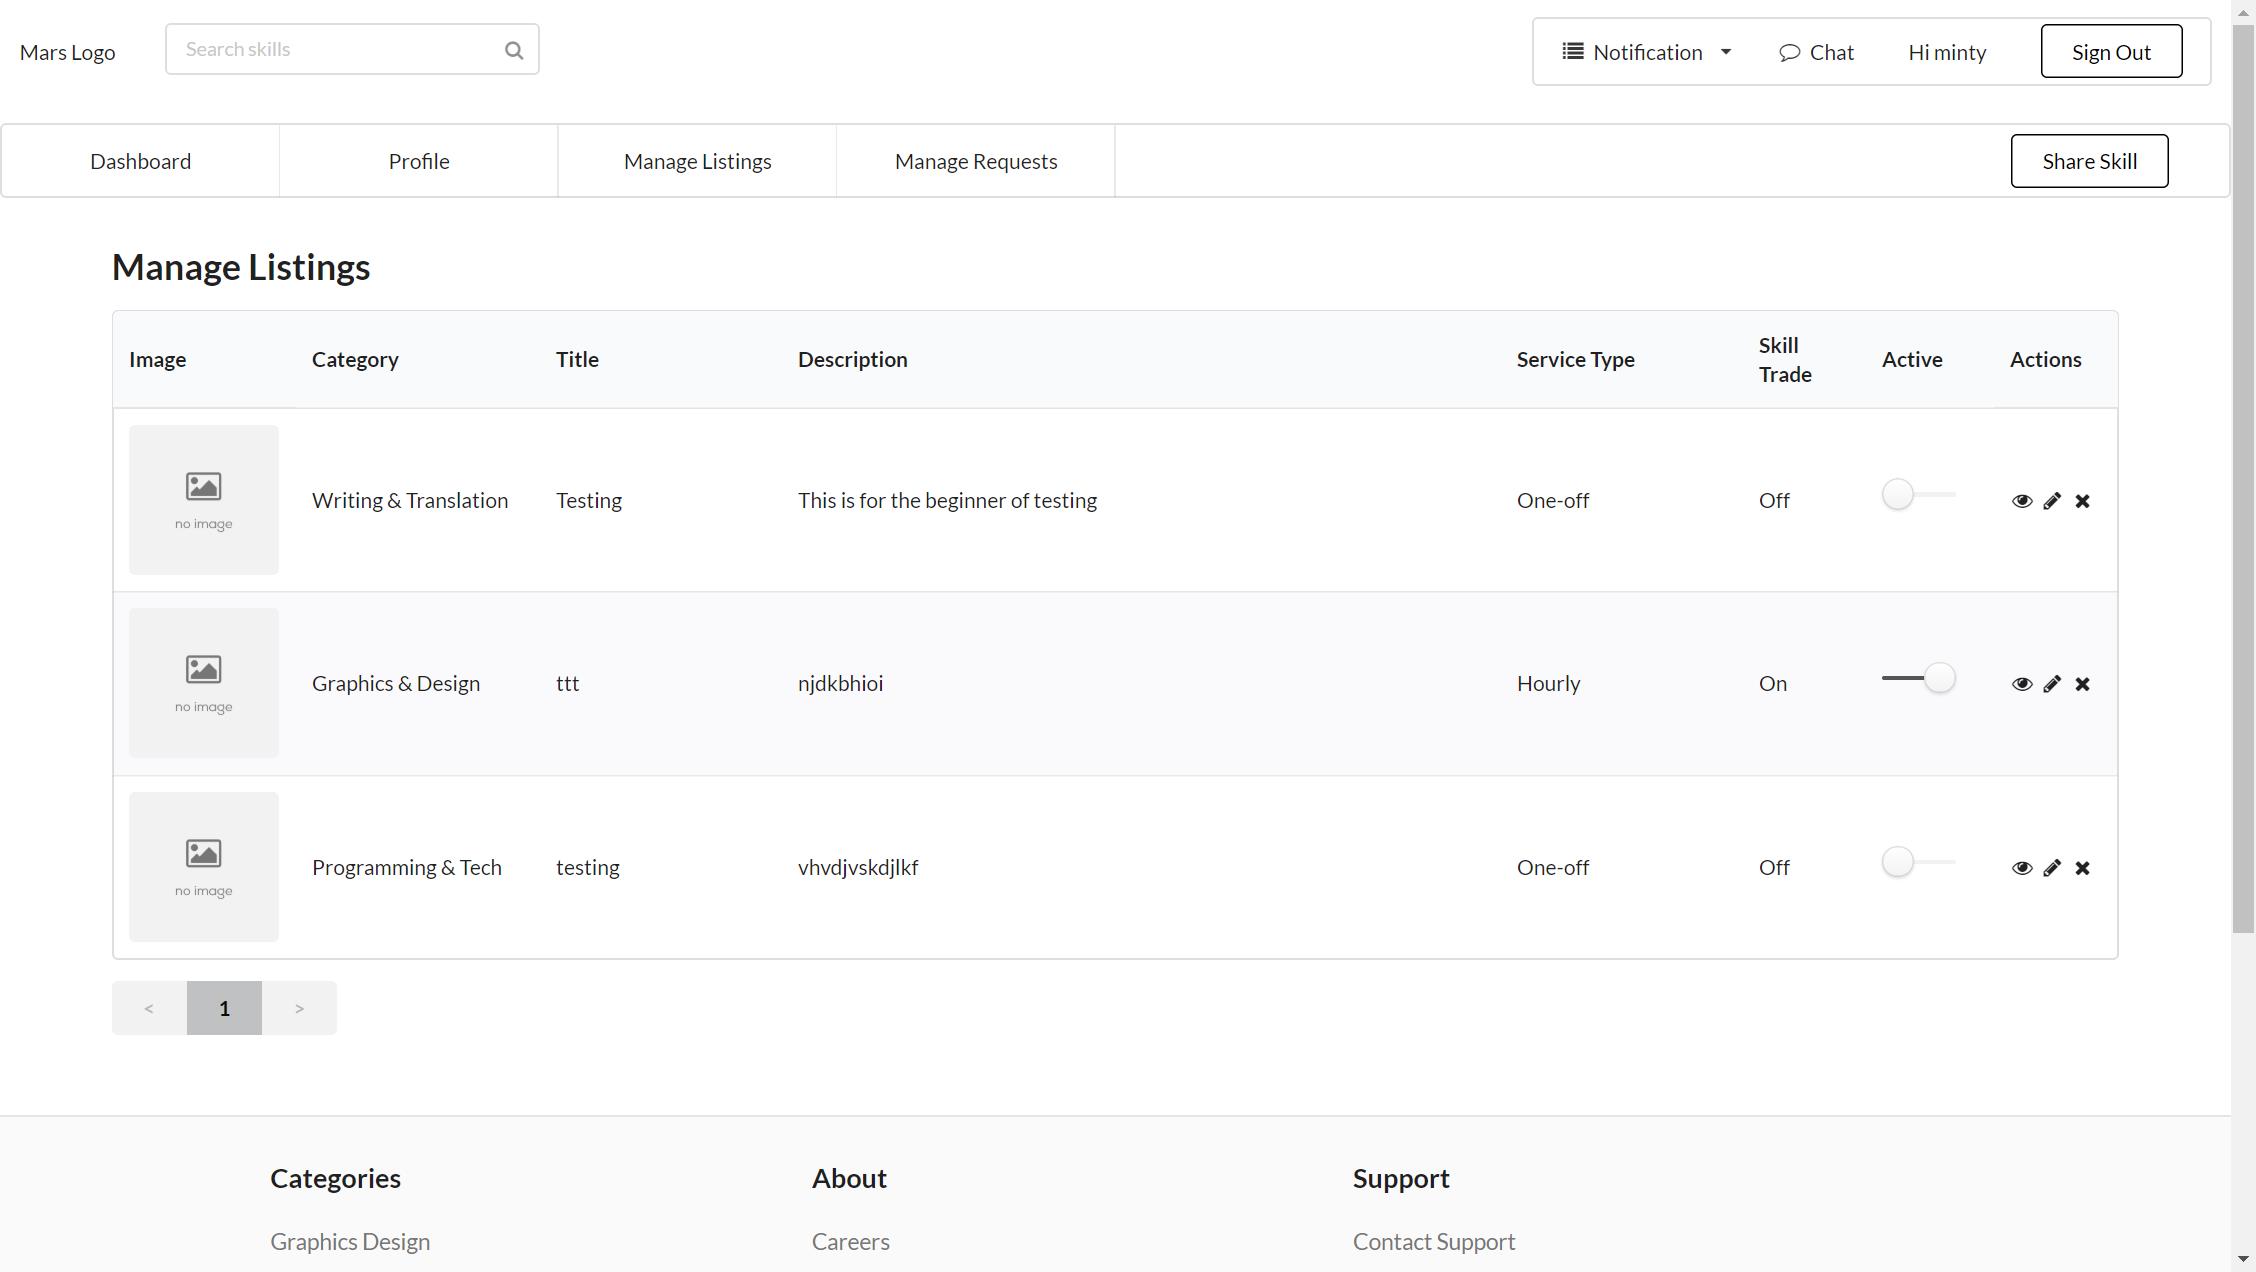 Mars Logo
Search skills
Notification
Chat
Hi minty
Sign Out
Dashboard
Profile
Manage Listings
Manage Requests
Share Skill
Manage Listings
Image
Category
Title
Description
Service Type
Skill
Trade
Active
Actions
no image
Writing & Translation
Testing
This is for the beginner of testing
One-off
Off
no image
Graphics & Design
ttt
njdkbhioi
Hourly
On
no image
Programming & Tech
testing
vhvdjvskdjlkf
One-off
Off
<
1
>
Categories
About
Support
Graphics Design
Careers
Contact Support